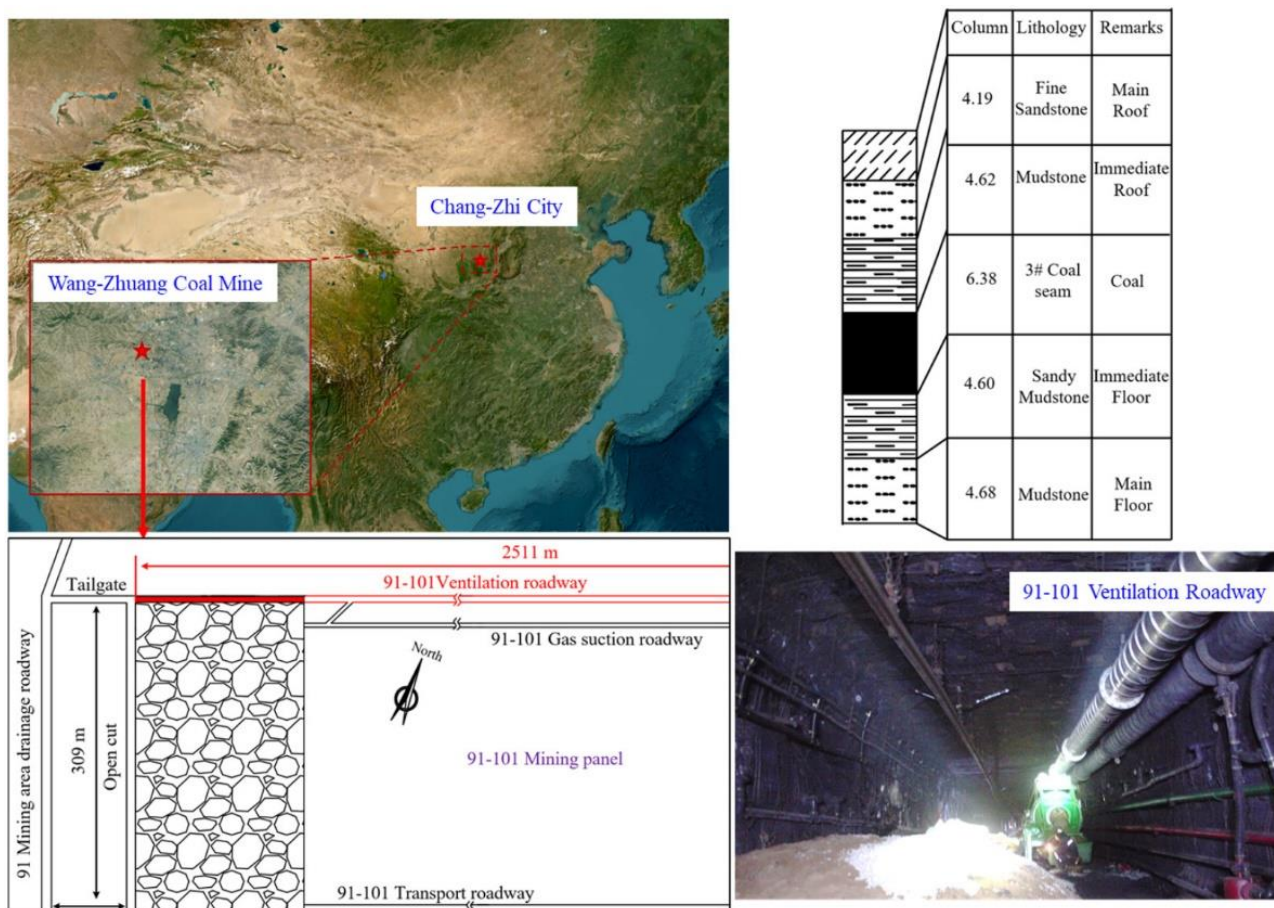 Chang-Zhi City
Wang-Zhuang Coal Mine
Column Lithology Remarks
4.19 Fine Sandstone Main Roof
4.62 Mudstone Immediate Roof
6.38 3# Coal seam Coal
4.60 Sandy Mudstone Immediate Floor
4.68 Mudstone Main Floor
2511 m
91-101Ventilation roadway
Tailgate
91-101 Gas suction roadway
North
91 Mining area drainage roadway
309 m
Open cut
91-101 Mining panel
91-101 Transport roadway
91-101 Ventilation Roadway